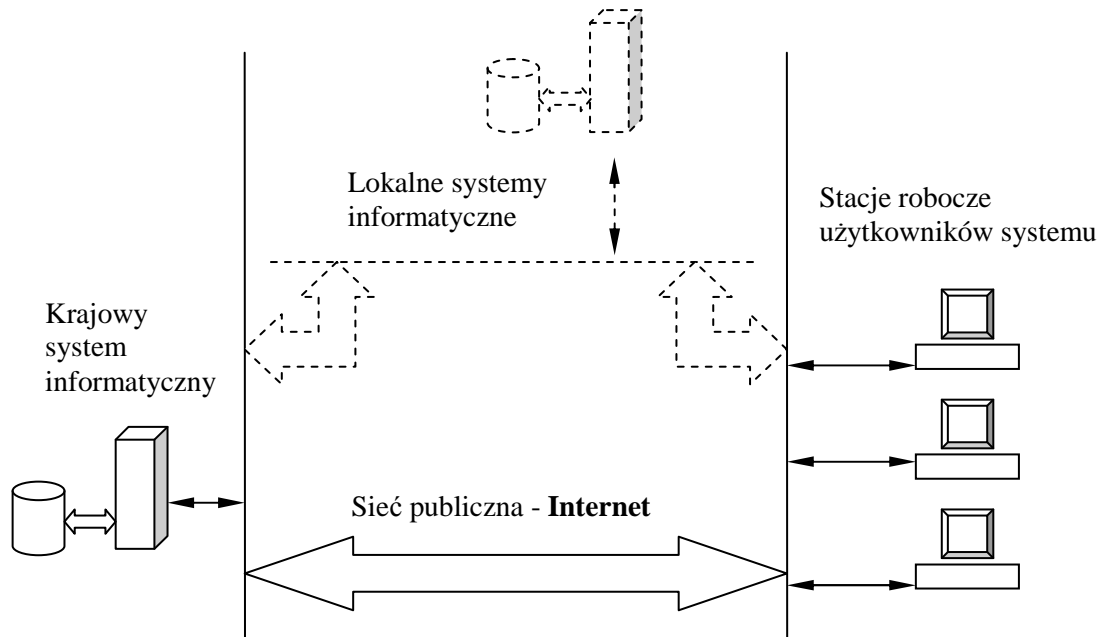 Lokalne systemy
informatyczne
Stacje robocze
użytkowników systemu
Krajowy
system
informatyczny
Sieć publiczna - Internet